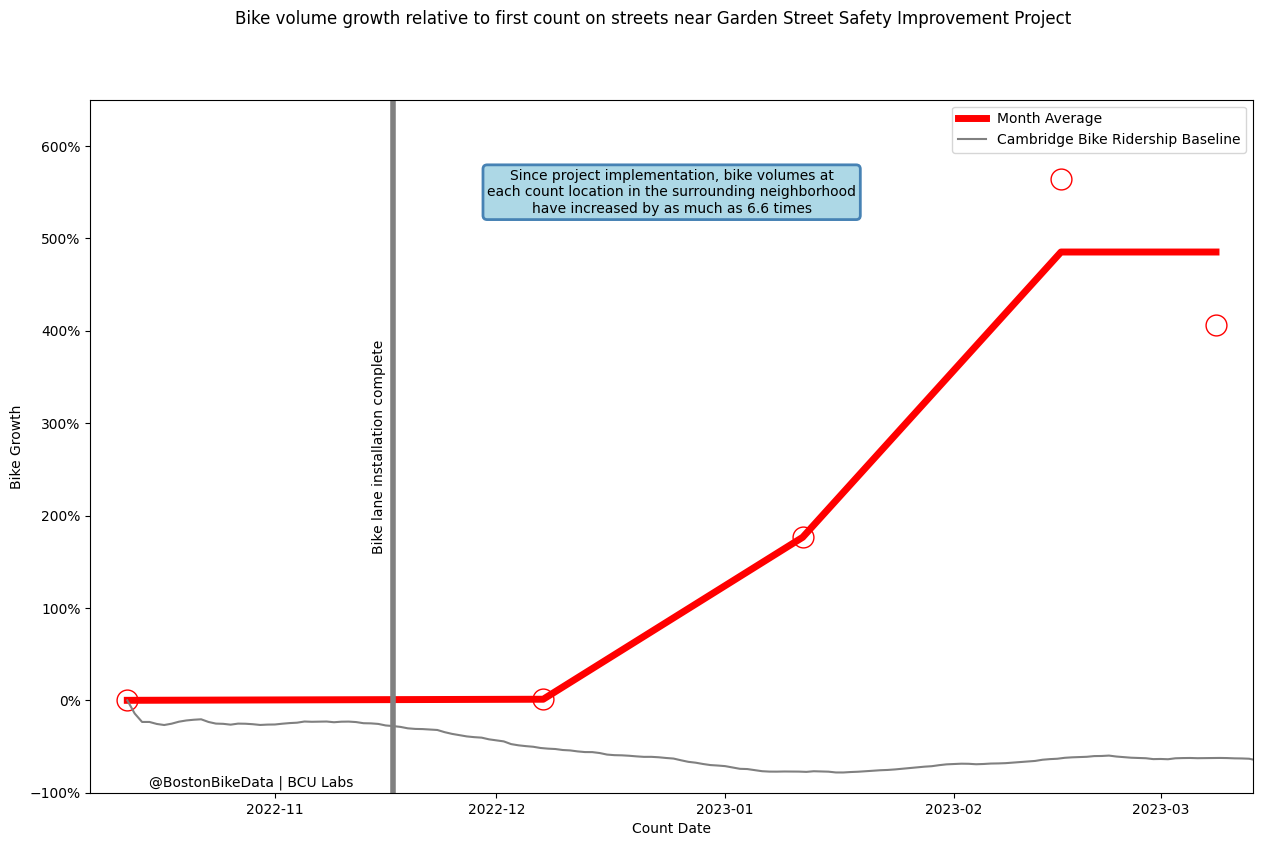 Bike volume growth relative to first count on streets near Garden Street Safety Improvement Project
Month Average
Cambridge Bike Ridership Baseline
Since project implementation, bike volumes at
each count location in the surrounding neighborhood
have increased by as much as 6.6 times
Bike lane installation complete
Bike Growth
600%
500%
400%
300%
200%
100%
0%
−100%
@BostonBikeData | BCU Labs
2022-11
2022-12
2023-01
2023-02
2023-03
Count Date